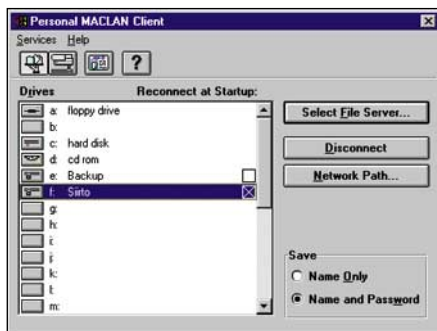 Personal MACLAN Client
Services Help
Drives Reconnect at Startup:
a: floppy drive
b:
c: hard disk
d: cd rom
e: Backup
f: Siirto
g:
h:
i:
j:
k:
l:
m:
Select File Server...
Disconnect
Network Path...
Save
Name Only
Name and Password